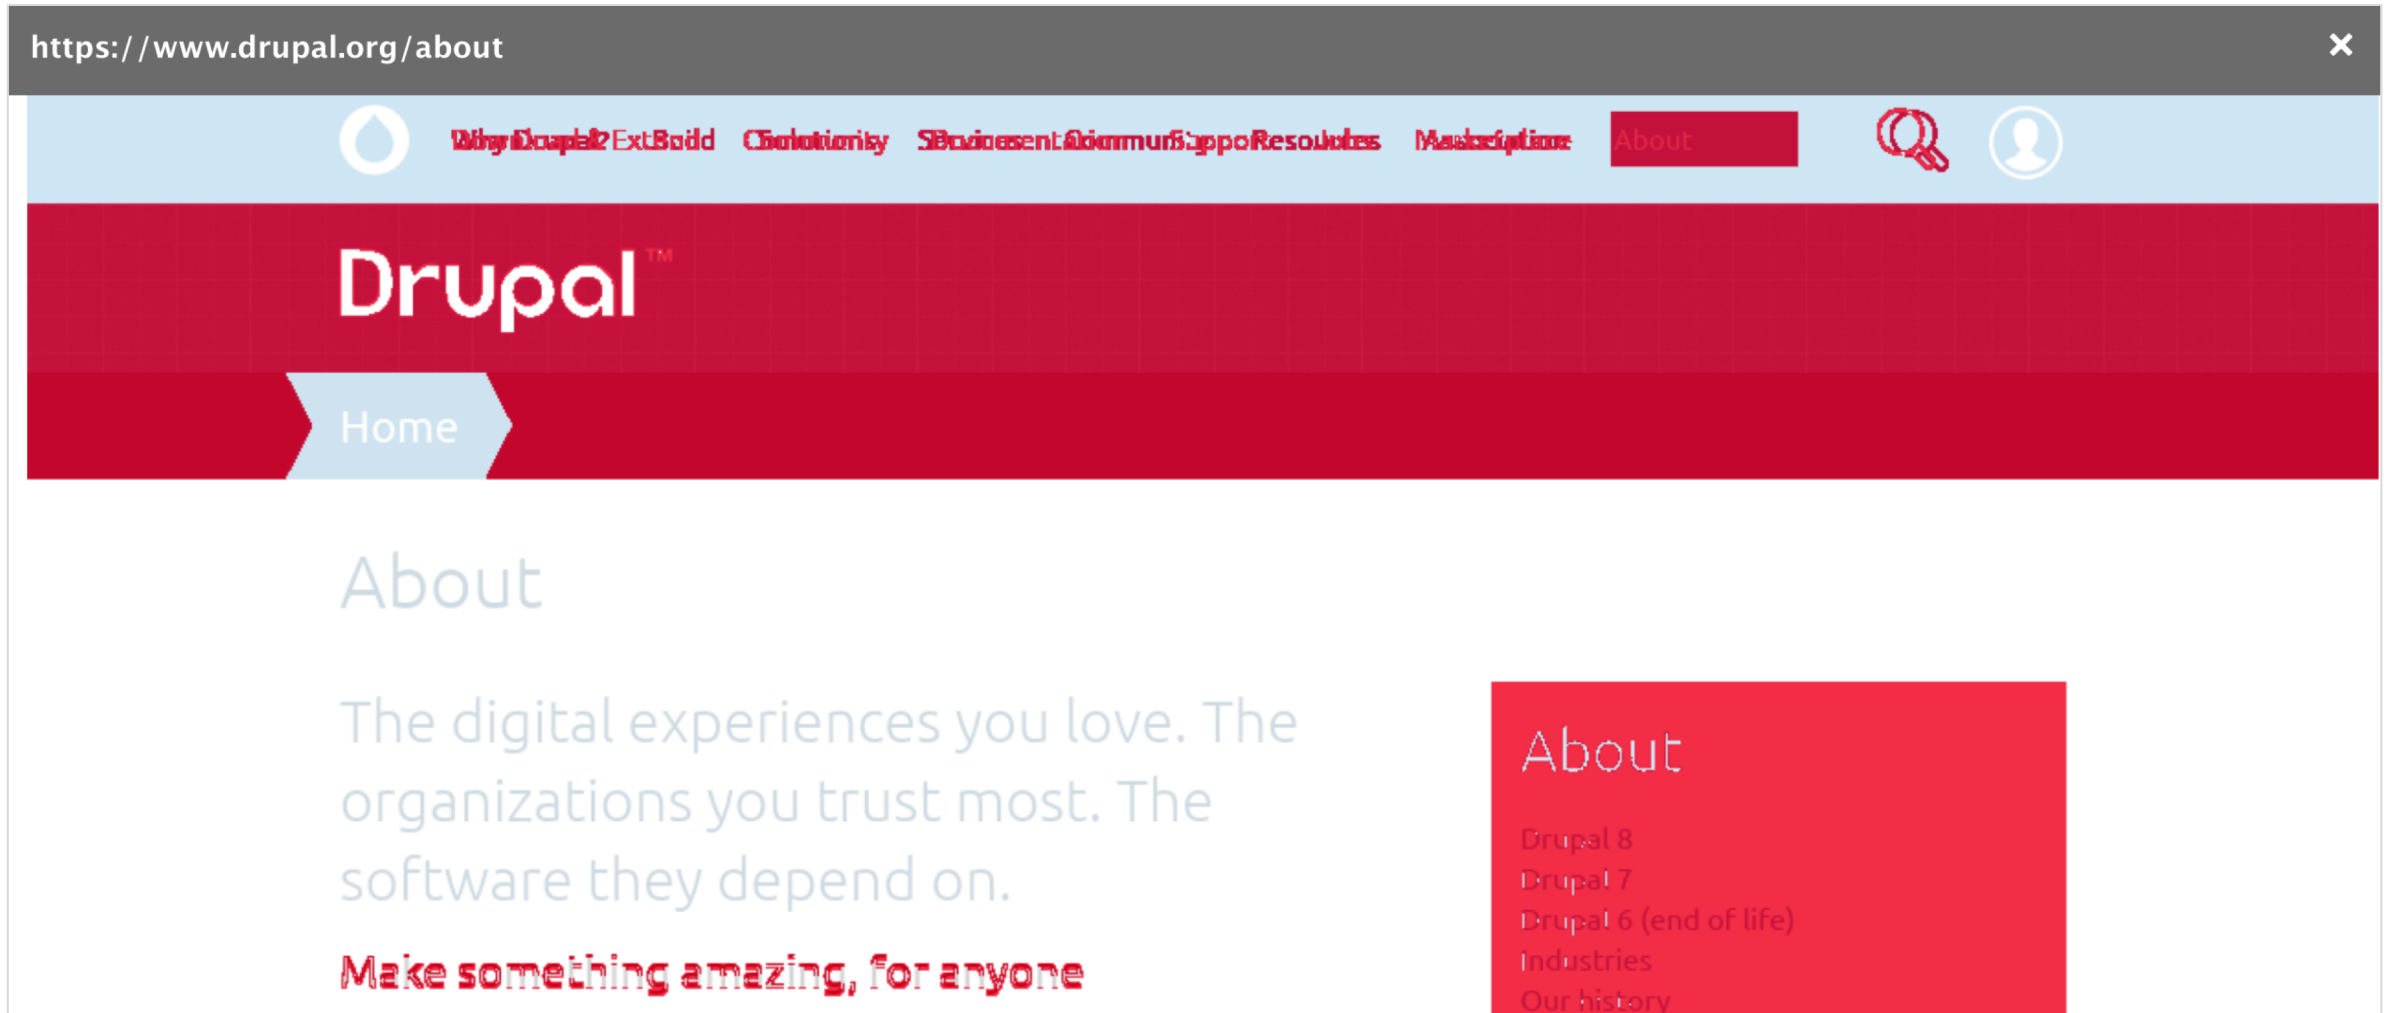 https://www.drupal.org/about
About
Drupal™
Home
About
The digital experiences you love. The
organizations you trust most. The
software they depend on.
Make something amazing, for anyone
About
Drupal 8
Drupal 7
Drupal 6 (end of life)
Industries
Our history